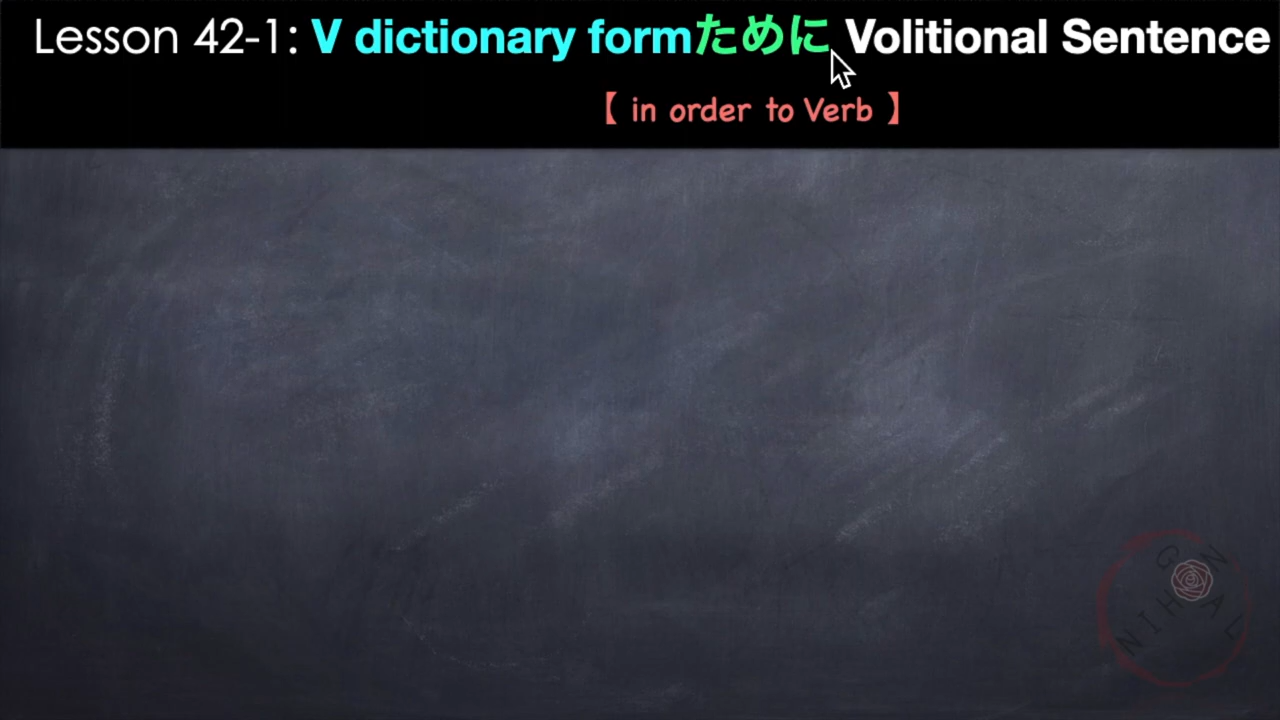 Lesson 42-1: V dictionary formために Volitional Sentence
【 in order to Verb 】